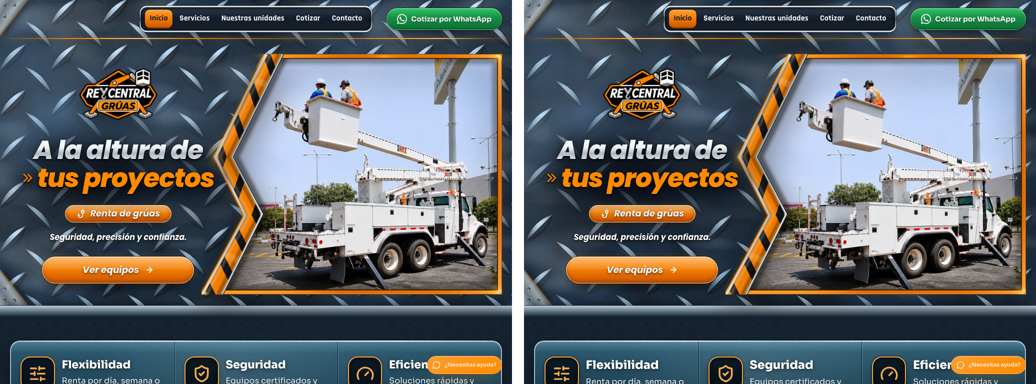 Inicio Servicios Nuestras unidades Cotizar Contacto Cotizar por WhatsApp
REY CENTRAL
GRÚAS
A la altura de
» tus proyectos
Renta de grúas
Seguridad, precisión y confianza.
Ver equipos →
Flexibilidad Seguridad Eficien ¿Necesitas ayuda?
Renta por día, semana o Equipos certificados y Soluciones rápidas y
Inicio Servicios Nuestras unidades Cotizar Contacto Cotizar por WhatsApp
REY CENTRAL
GRÚAS
A la altura de
» tus proyectos
Renta de grúas
Seguridad, precisión y confianza.
Ver equipos →
Flexibilidad Seguridad Eficien ¿Necesitas ayuda?
Renta por día, semana o Equipos certificados y Soluciones rápidas y